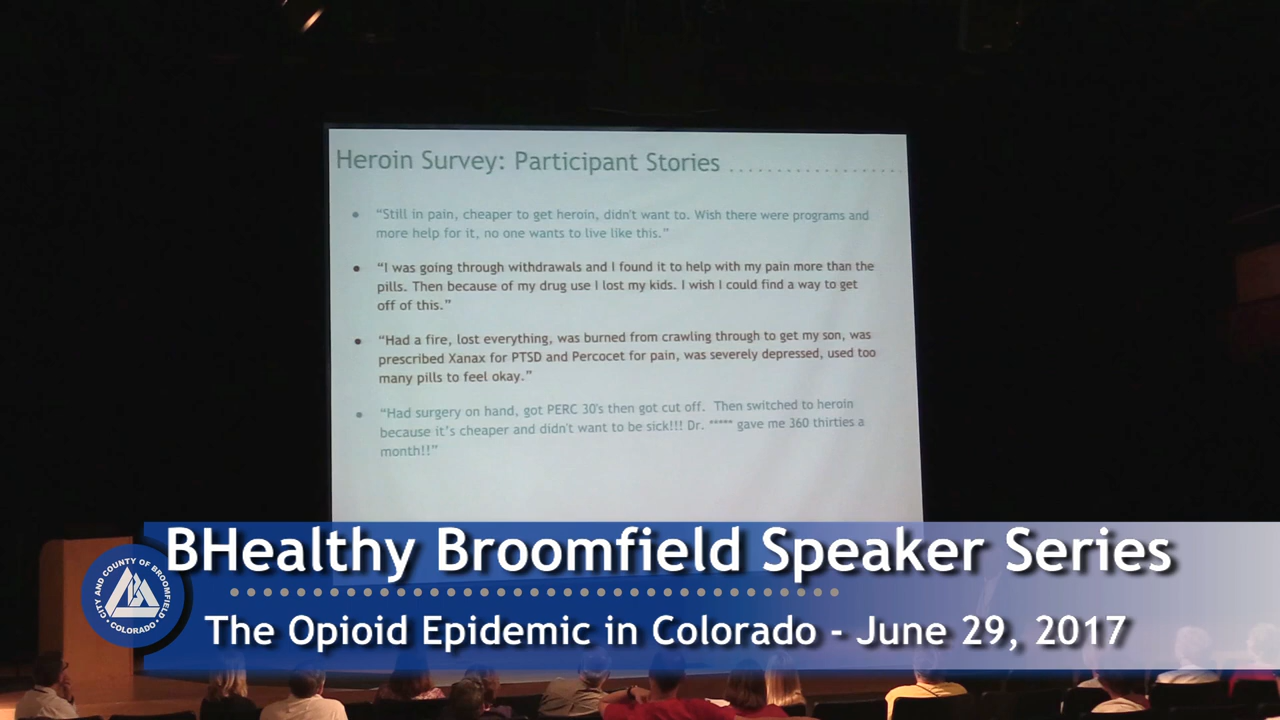 Heroin Survey: Participant Stories
• “Still in pain, cheaper to get heroin, didn't want to. Wish there were programs and
more help for it, no one wants to live like this.”
• “I was going through withdrawals and I found it to help with my pain more than the
pills. Then because of my drug use I lost my kids. I wish I could find a way to get
off of this.”
• “Had a fire, lost everything, was burned from crawling through to get my son, was
prescribed Xanax for PTSD and Percocet for pain, was severely depressed, used too
many pills to feel okay.”
• “Had surgery on hand, got PERC 30's then got cut off. Then switched to heroin
because it’s cheaper and didn't want to be sick!!! Dr. ***** gave me 360 thirties a
month!!”
BHealthy Broomfield Speaker Series
CITY AND COUNTY OF BROOMFIELD
• COLORADO •
The Opioid Epidemic in Colorado - June 29, 2017